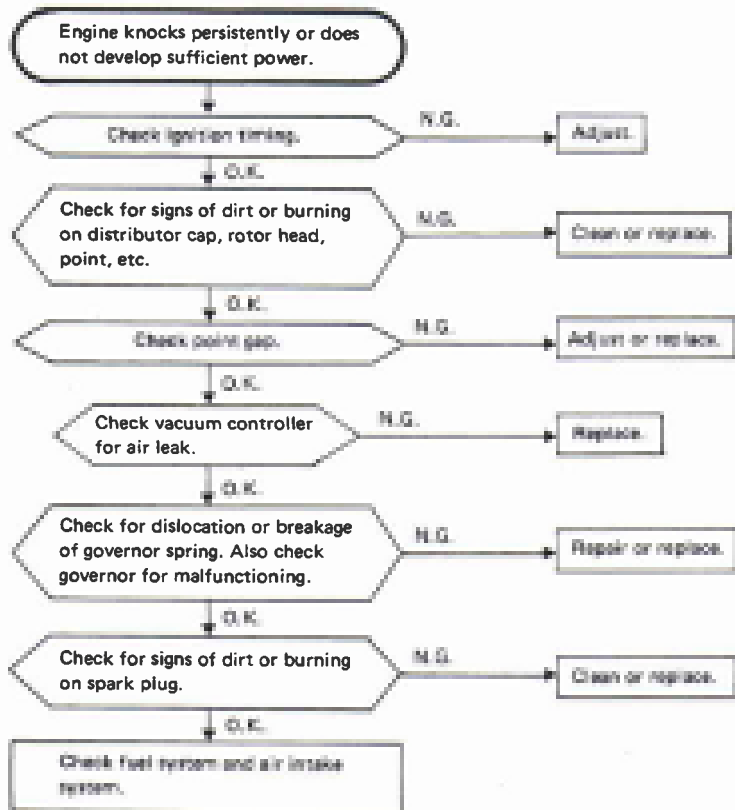 Engine knocks persistently or does
not develop sufficient power.
Check ignition timing.
N.G.
Adjust.
O.K.
Check for signs of dirt or burning
on distributor cap, rotor head,
point, etc.
N.G.
Clean or replace.
O.K.
Check point gap.
N.G.
Adjust or replace.
O.K.
Check vacuum controller
for air leak.
N.G.
Replace.
O.K.
Check for dislocation or breakage
of governor spring. Also check
governor for malfunctioning.
N.G.
Repair or replace.
O.K.
Check for signs of dirt or burning
on spark plug.
N.G.
Clean or replace.
O.K.
Check fuel system and air intake
system.